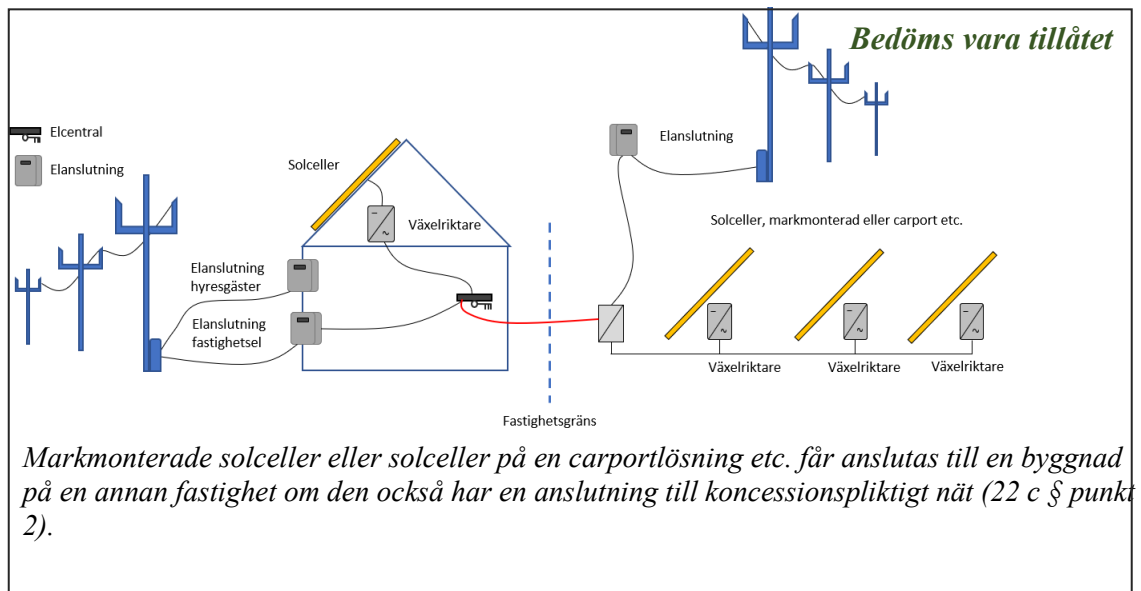 Bedöms vara tillåtet
Elcentral
Elanslutning
Solceller
Växelriktare
Elanslutning
hyresgäster
Elanslutning
fastighetsel
Elanslutning
Solceller, markmonterad eller carport etc.
Växelriktare
Växelriktare
Växelriktare
Fastighetsgräns
Markmonterade solceller eller solceller på en carportlösning etc. får anslutas till en byggnad
på en annan fastighet om den också har en anslutning till koncessionspliktigt nät (22 c § punkt
2).